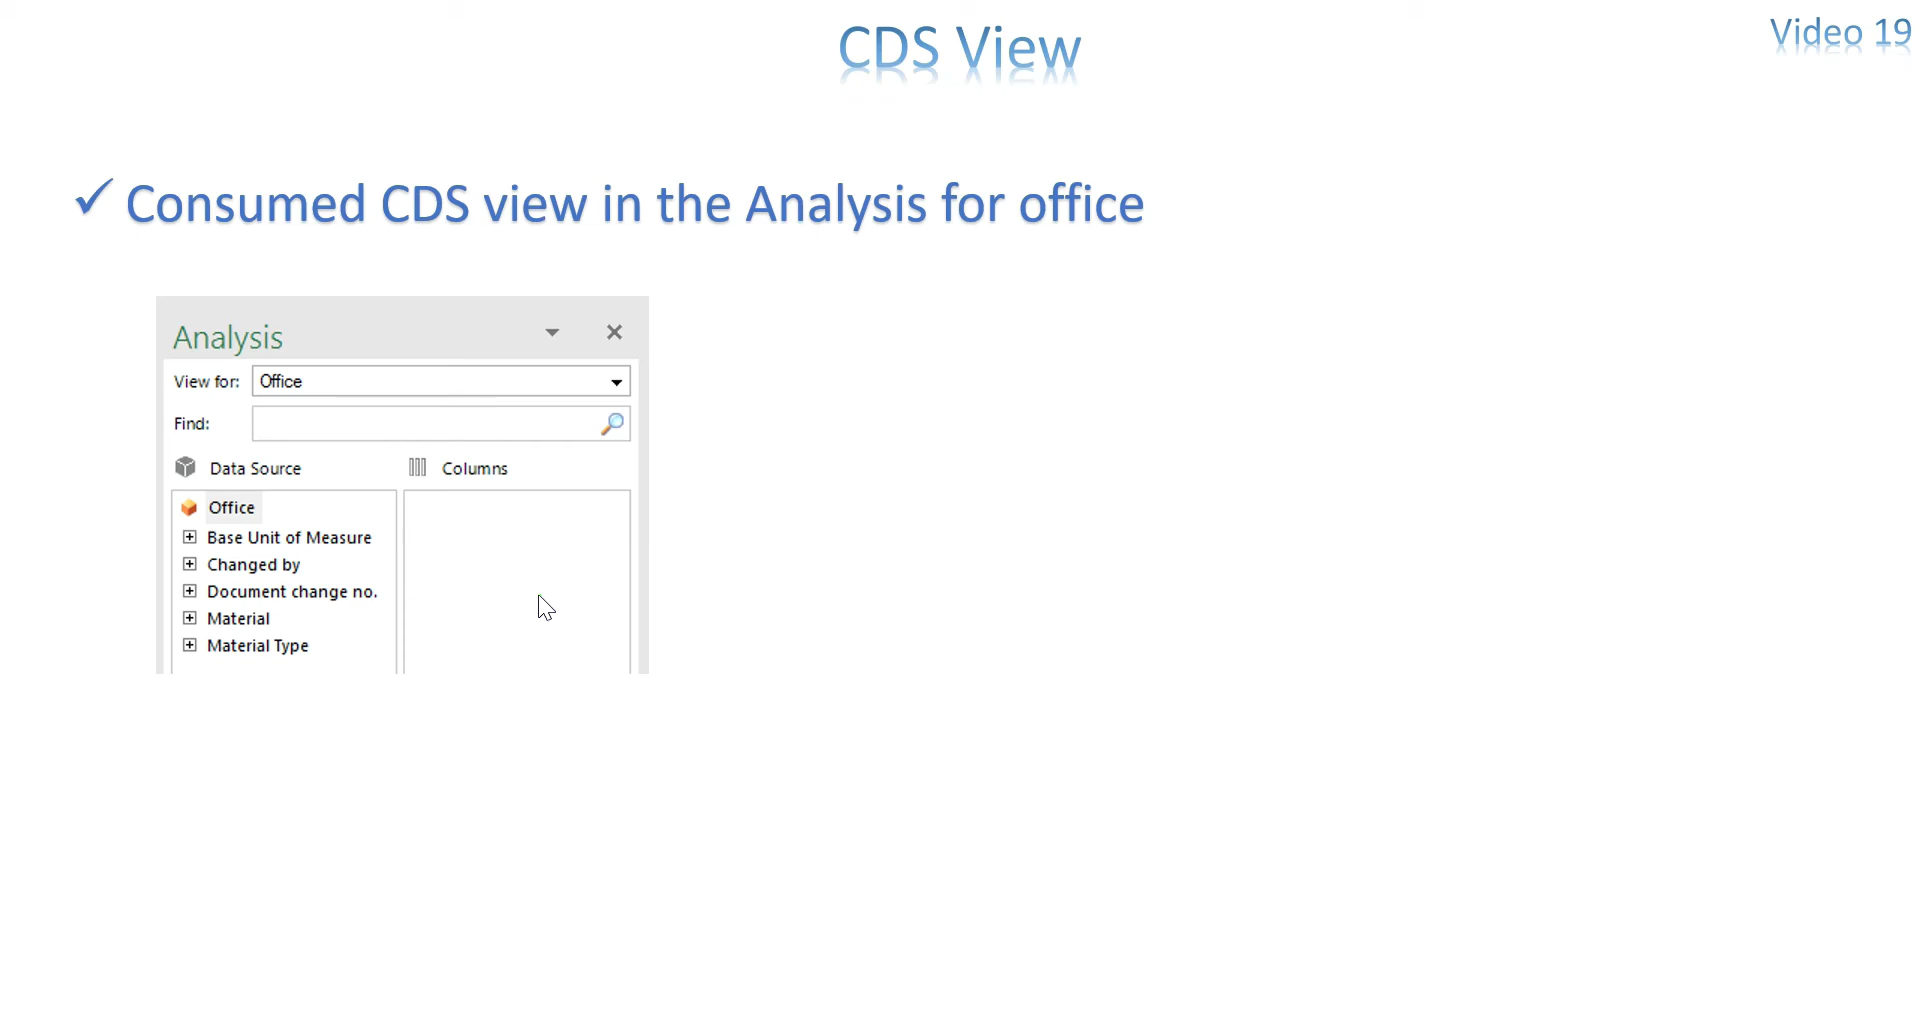 CDS View
Video 19
Consumed CDS view in the Analysis for office
Analysis
View for: Office
Find:
Data Source Columns
Office
Base Unit of Measure
Changed by
Document change no.
Material
Material Type